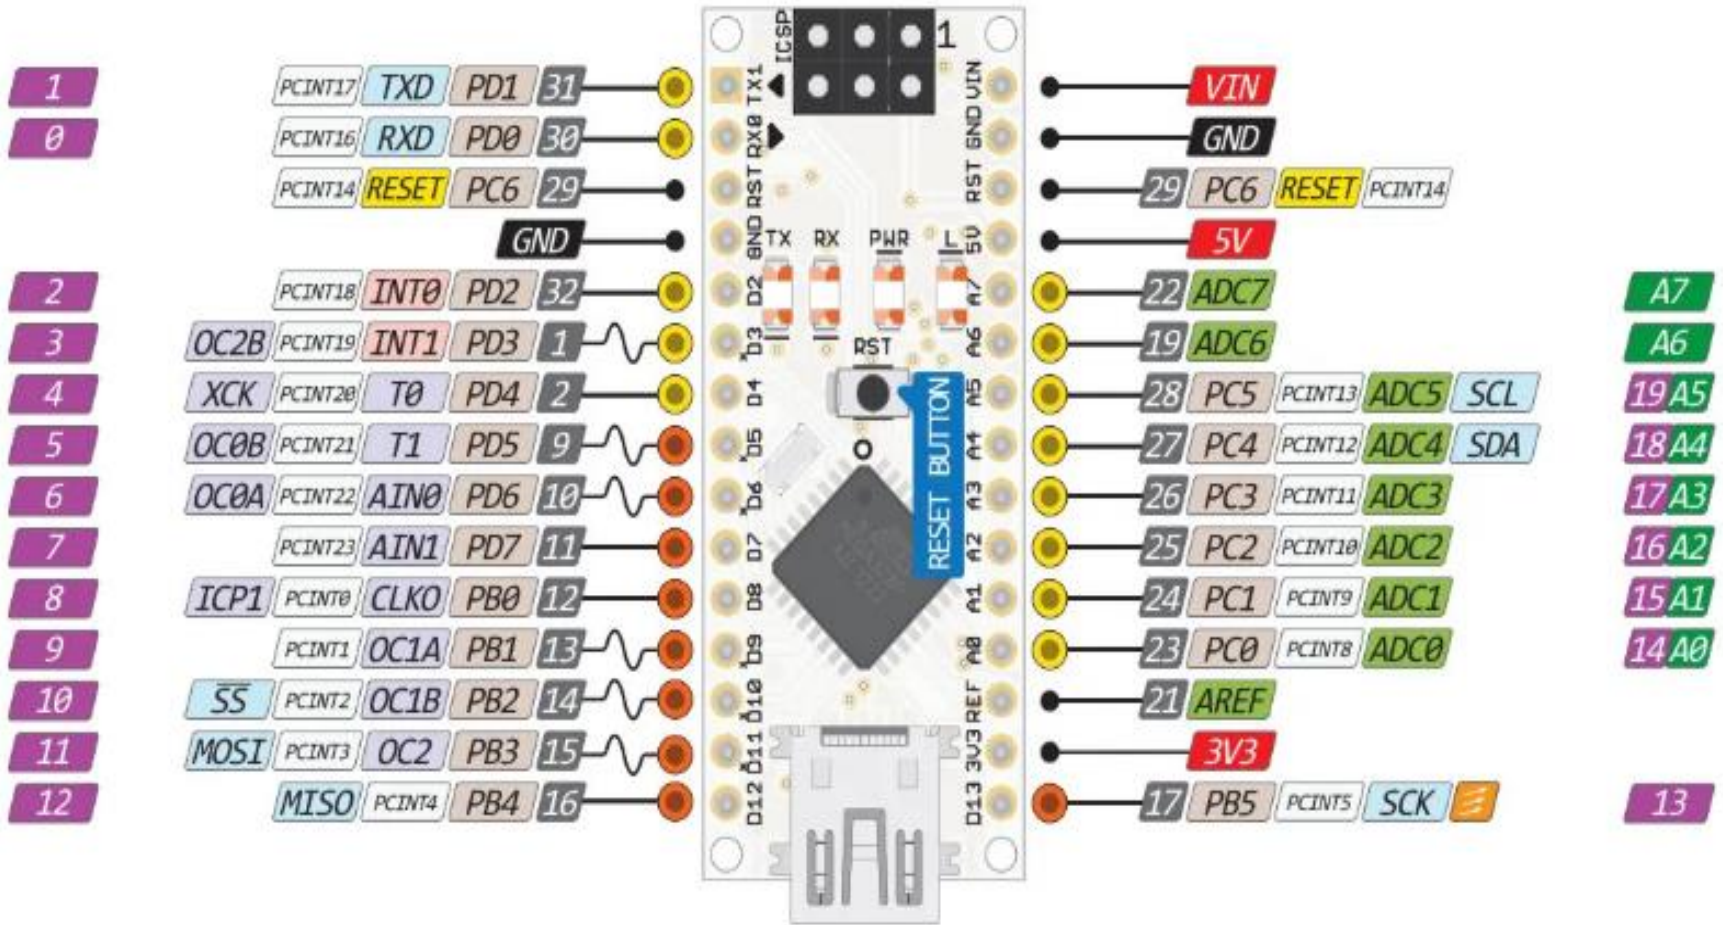 ICSP 1
1 PCINT17 TXD PD1 31 TX1 VIN VIN
0 PCINT16 RXD PD0 30 RX0 GND GND
PCINT14 RESET PC6 29 RST RST 29 PC6 RESET PCINT14
GND GND TX RX PWR L 5V 5V
2 PCINT18 INT0 PD2 32 D2 A7 22 ADC7 A7
3 OC2B PCINT19 INT1 PD3 1 D3 RST A6 19 ADC6 A6
4 XCK PCINT20 T0 PD4 2 D4 A5 28 PC5 PCINT13 ADC5 SCL 19 A5
5 OC0B PCINT21 T1 PD5 9 D5 RESET BUTTON A4 27 PC4 PCINT12 ADC4 SDA 18 A4
6 OC0A PCINT22 AIN0 PD6 10 D6 A3 26 PC3 PCINT11 ADC3 17 A3
7 PCINT23 AIN1 PD7 11 D7 A2 25 PC2 PCINT10 ADC2 16 A2
8 ICP1 PCINT0 CLKO PB0 12 D8 A1 24 PC1 PCINT9 ADC1 15 A1
9 PCINT1 OC1A PB1 13 D9 A0 23 PC0 PCINT8 ADC0 14 A0
10 SS PCINT2 OC1B PB2 14 D10 REF 21 AREF
11 MOSI PCINT3 OC2 PB3 15 D11 3V3 3V3
12 MISO PCINT4 PB4 16 D12 D13 17 PB5 PCINT5 SCK 13